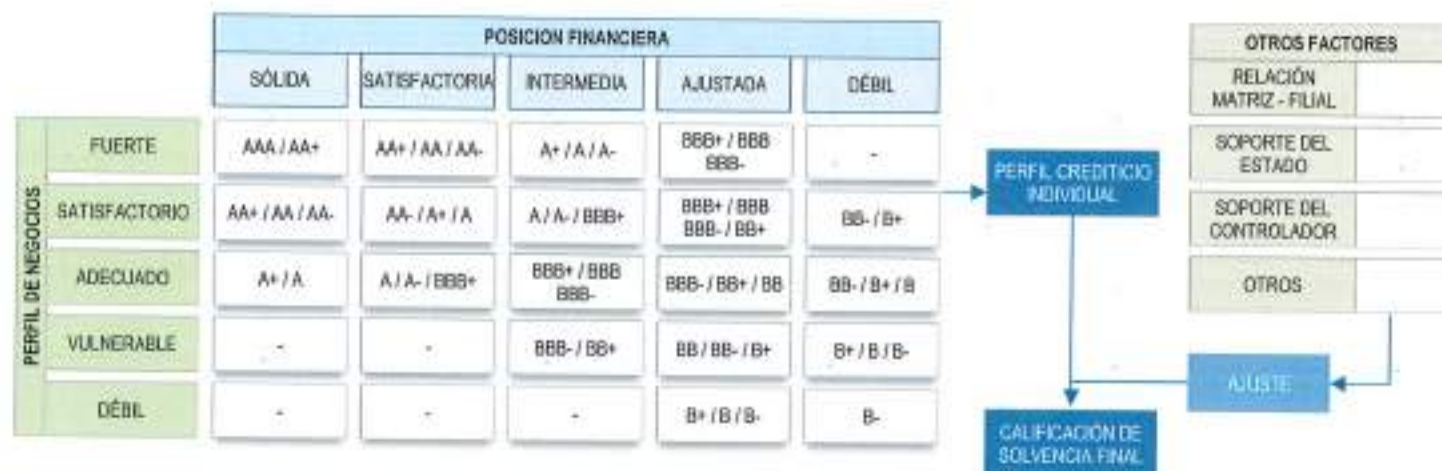 POSICION FINANCIERA
SÓLIDA SATISFACTORIA INTERMEDIA AJUSTADA DÉBIL
PERFIL DE NEGOCIOS
FUERTE AAA / AA+ AA+ / AA / AA- A+ / A / A- BBB+ / BBB
BBB- -
SATISFACTORIO AA+ / AA / AA- AA- / A+ / A A / A- / BBB+ BBB+ / BBB
BBB- / BB+ BB- / B+
ADECUADO A+ / A A / A- / BBB+ BBB+ / BBB
BBB- BBB- / BB+ / BB BB- / B+ / B
VULNERABLE - - BBB- / BB+ BB / BB- / B+ B+ / B / B-
DÉBIL - - - B+ / B / B- B-
PERFIL CREDITICIO
INDIVIDUAL
CALIFICACIÓN DE
SOLVENCIA FINAL
OTROS FACTORES
RELACIÓN
MATRIZ - FILIAL
SOPORTE DEL
ESTADO
SOPORTE DEL
CONTROLADOR
OTROS
AJUSTE